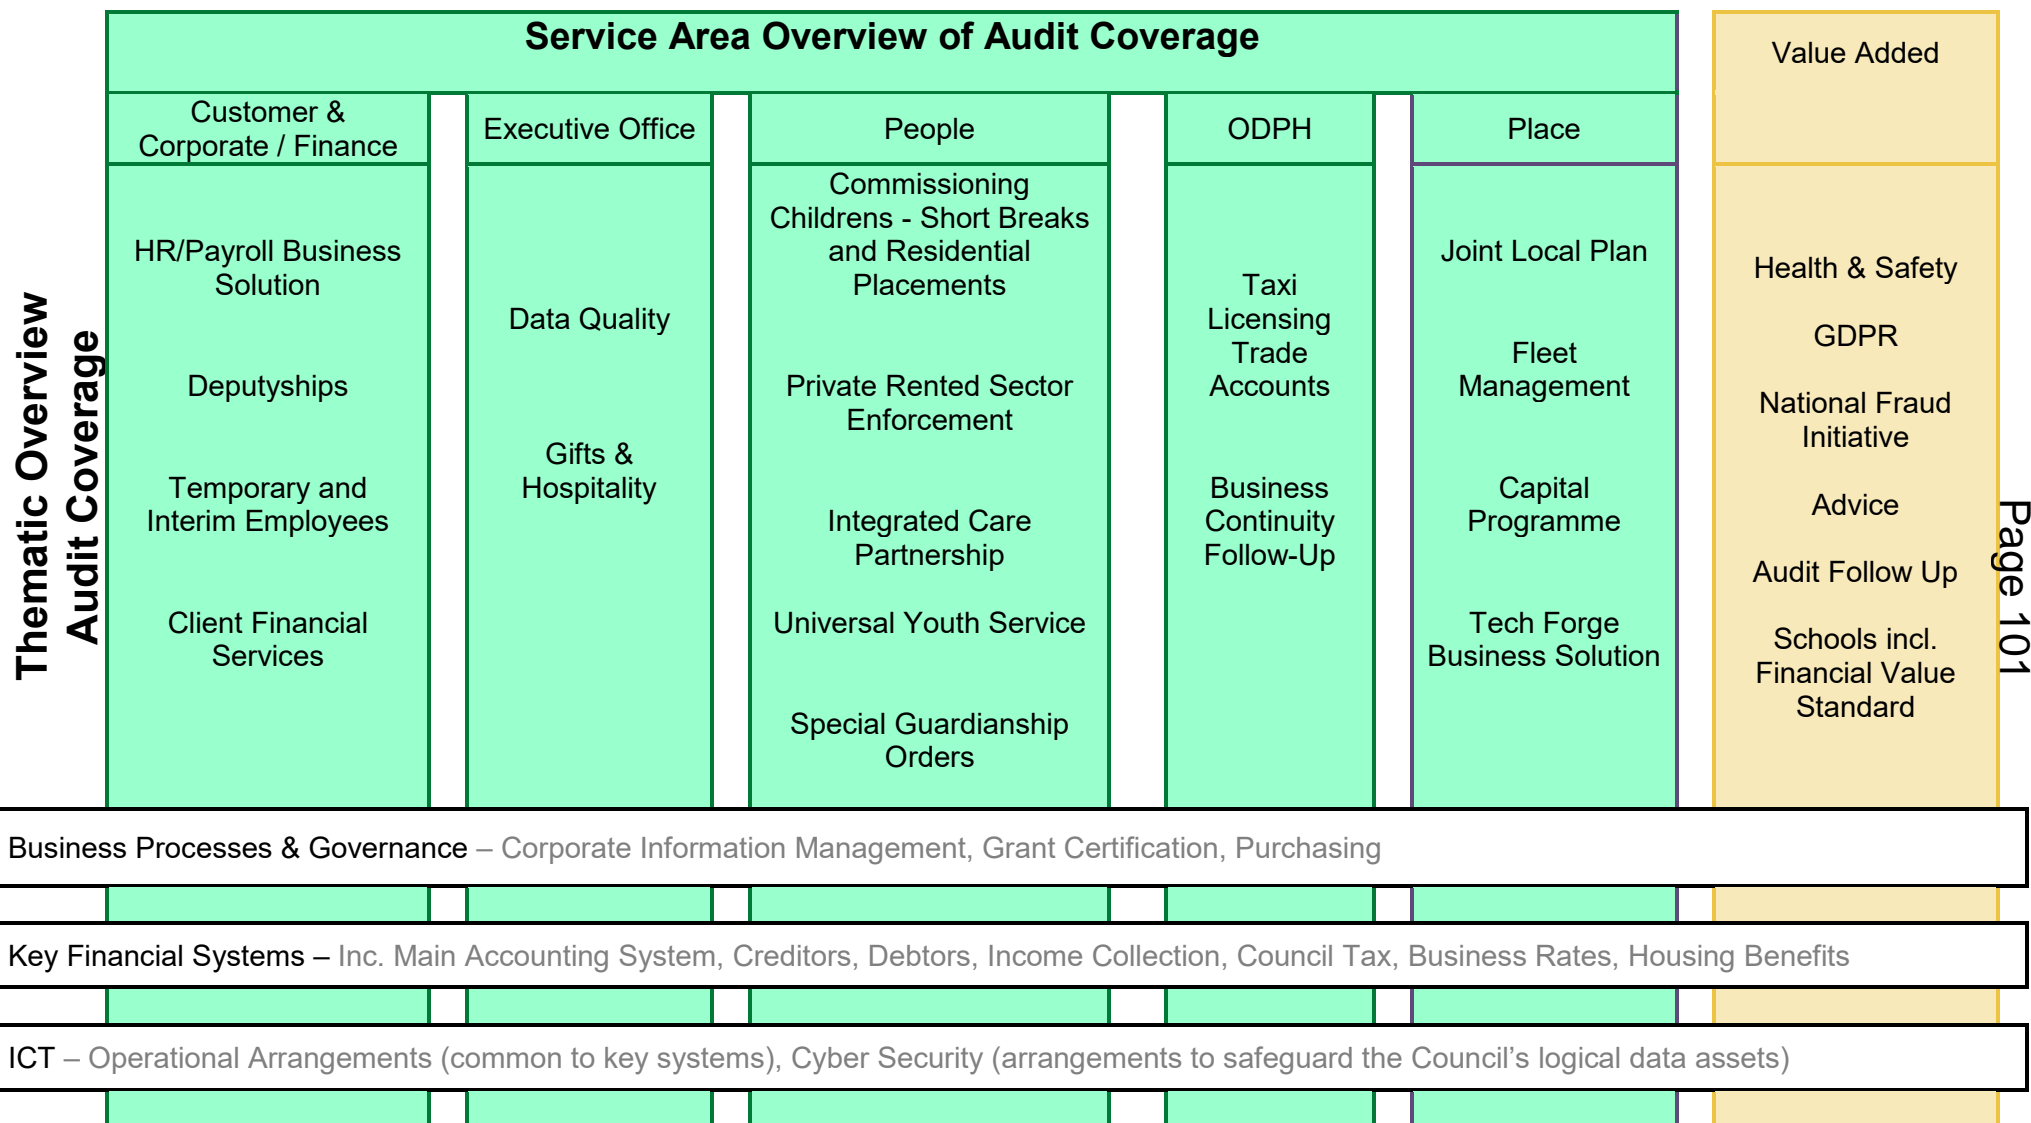 Service Area Overview of Audit Coverage
Value Added
Customer &
Corporate / Finance
Executive Office
People
ODPH
Place
Thematic Overview
Audit Coverage
HR/Payroll Business
Solution
Deputyships
Temporary and
Interim Employees
Client Financial
Services
Data Quality
Gifts &
Hospitality
Commissioning
Childrens - Short Breaks
and Residential
Placements
Private Rented Sector
Enforcement
Integrated Care
Partnership
Universal Youth Service
Special Guardianship
Orders
Taxi
Licensing
Trade
Accounts
Business
Continuity
Follow-Up
Joint Local Plan
Fleet
Management
Capital
Programme
Tech Forge
Business Solution
Health & Safety
GDPR
National Fraud
Initiative
Advice
Audit Follow Up
Schools incl.
Financial Value
Standard
Page 101
Business Processes & Governance – Corporate Information Management, Grant Certification, Purchasing
Key Financial Systems – Inc. Main Accounting System, Creditors, Debtors, Income Collection, Council Tax, Business Rates, Housing Benefits
ICT – Operational Arrangements (common to key systems), Cyber Security (arrangements to safeguard the Council’s logical data assets)